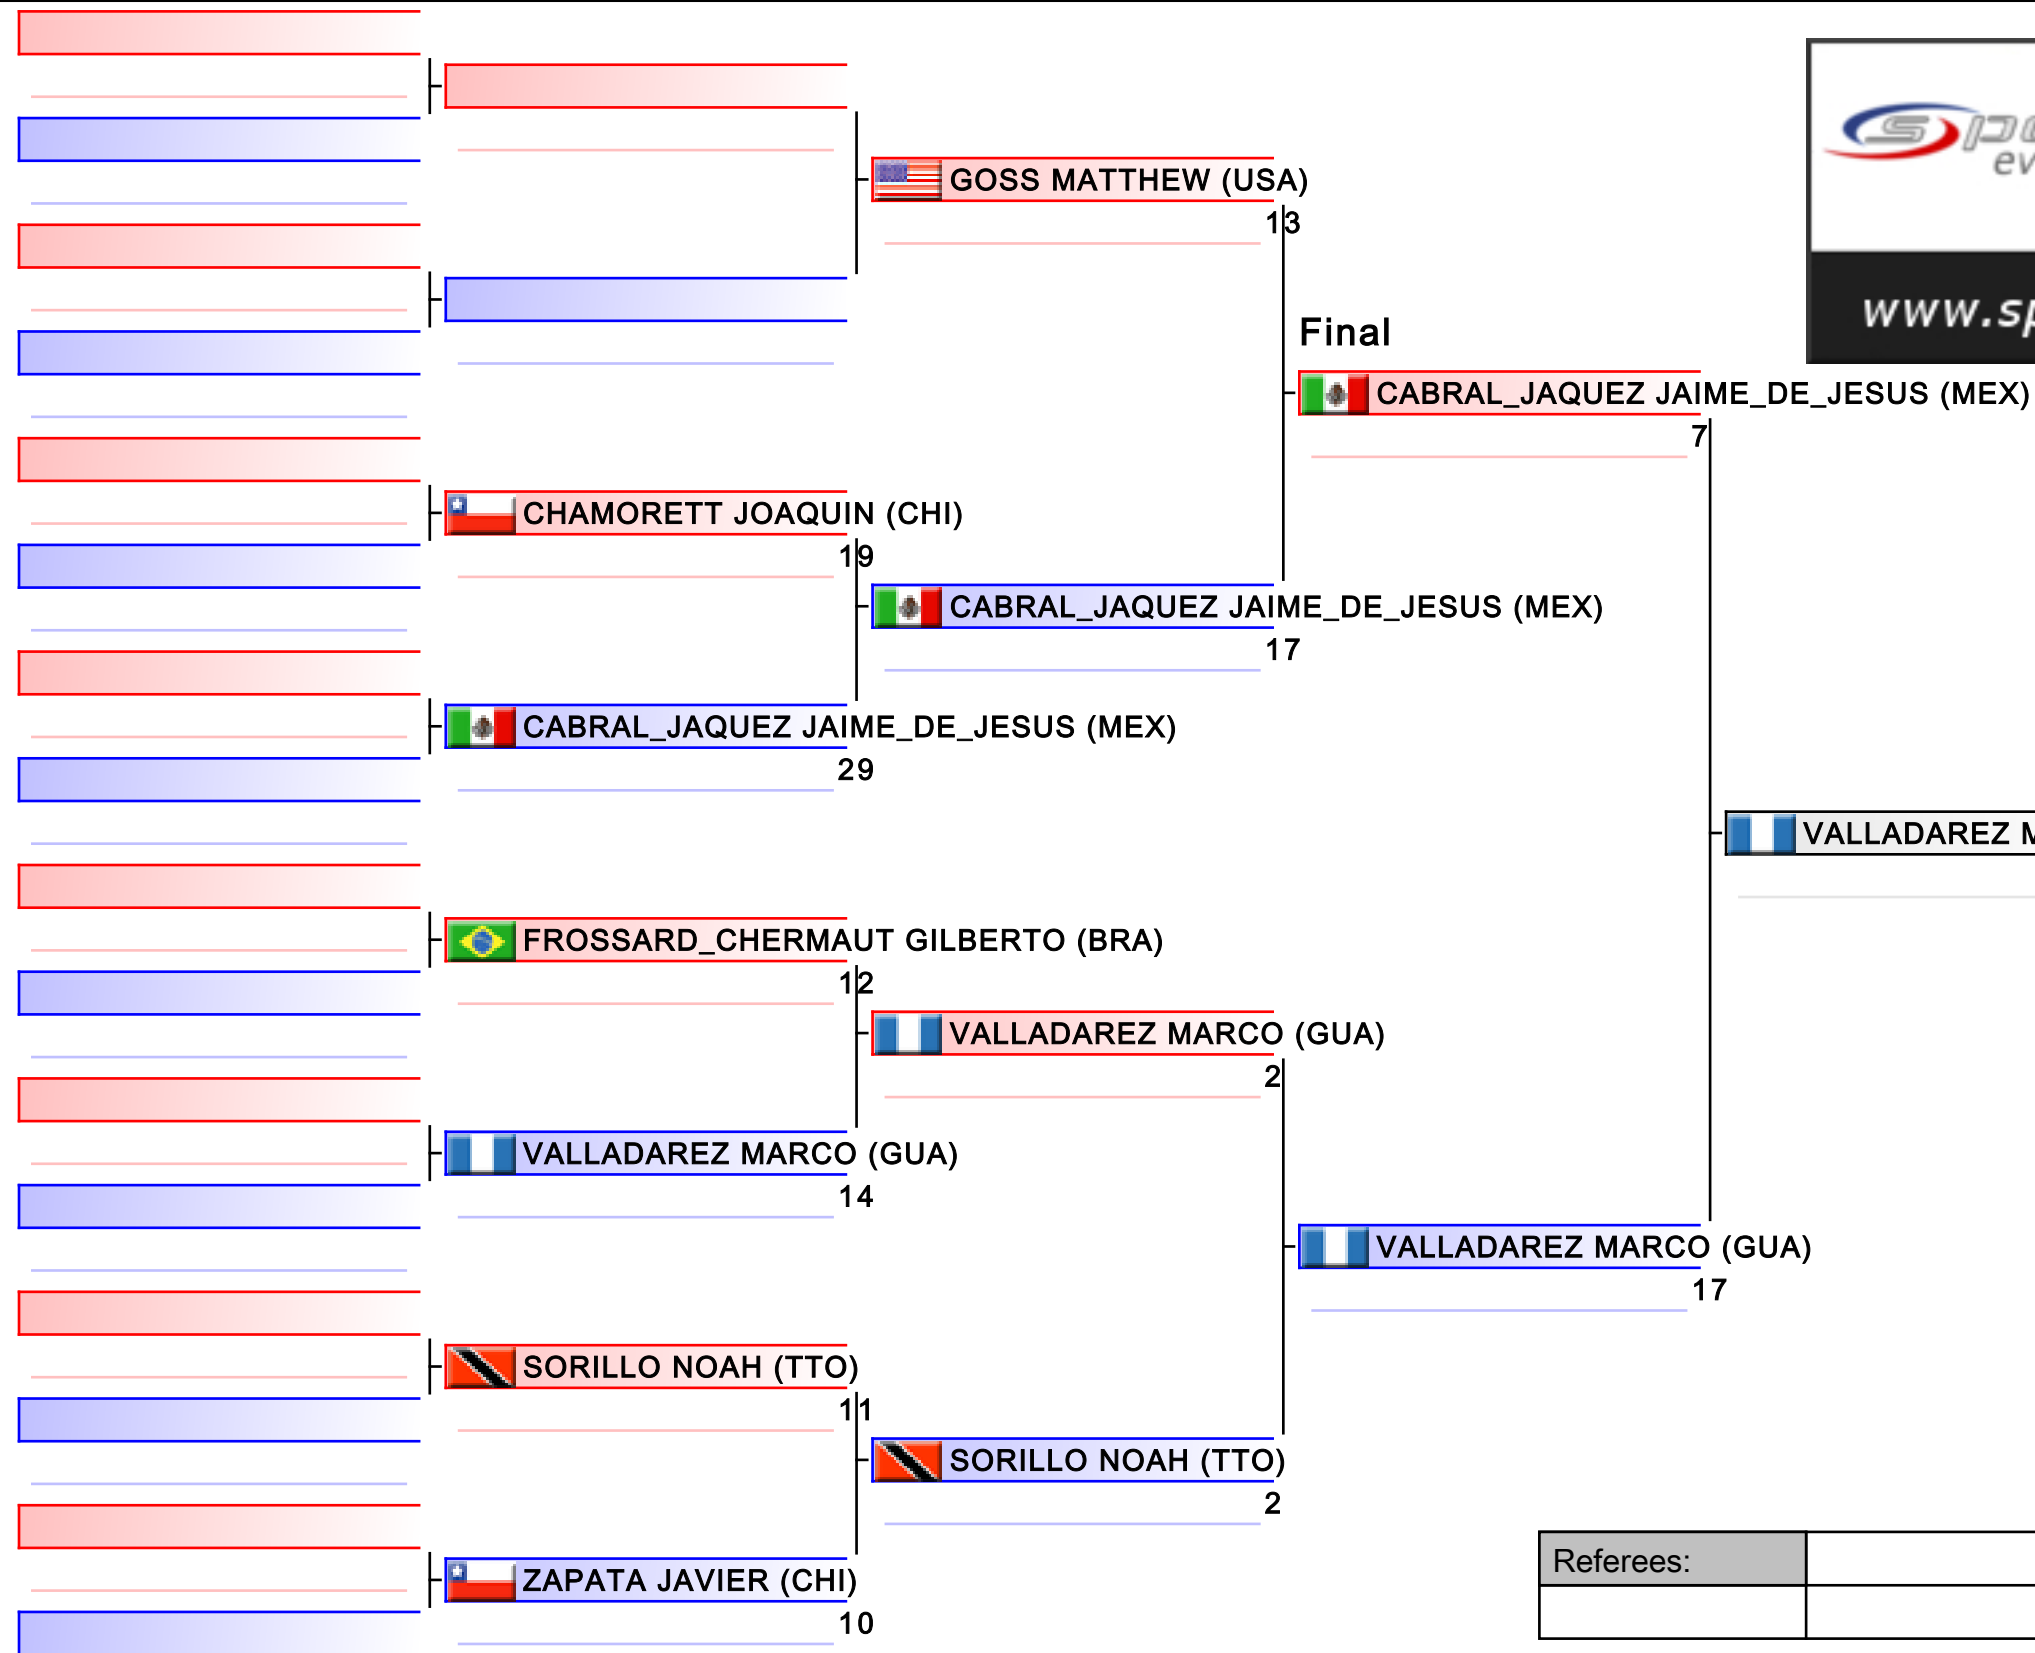 GOSS MATTHEW (USA)
13
Final
www.sp
CABRAL_JAQUEZ JAIME_DE_JESUS (MEX)
7
CHAMORETT JOAQUIN (CHI)
19
CABRAL_JAQUEZ JAIME_DE_JESUS (MEX)
17
CABRAL_JAQUEZ JAIME_DE_JESUS (MEX)
29
VALLADAREZ M
FROSSARD_CHERMAUT GILBERTO (BRA)
12
VALLADAREZ MARCO (GUA)
2
VALLADAREZ MARCO (GUA)
14
VALLADAREZ MARCO (GUA)
17
SORILLO NOAH (TTO)
11
SORILLO NOAH (TTO)
2
Referees:
ZAPATA JAVIER (CHI)
10